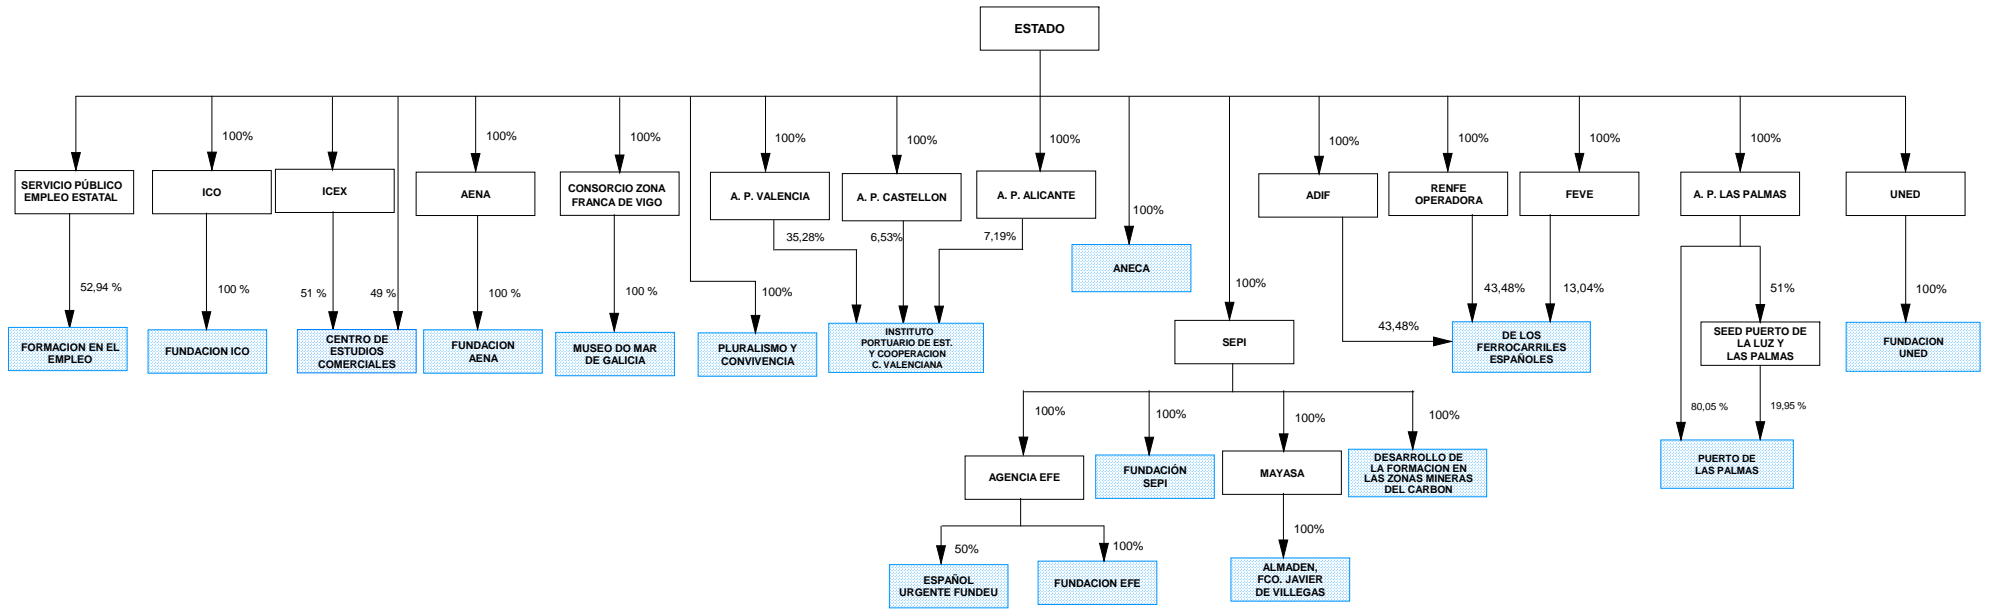 ESTADO
100%
100%
100%
100%
100%
100%
100%
100%
100%
100%
SERVICIO PÚBLICO
EMPLEO ESTATAL
ICO
ICEX
AENA
CONSORCIO ZONA
FRANCA DE VIGO
A. P. VALENCIA
A. P. CASTELLON
A. P. ALICANTE
ADIF
RENFE
OPERADORA
FEVE
A. P. LAS PALMAS
UNED
100%
35,28%
6,53%
7,19%
ANECA
100%
52,94 %
100 %
51 %
49 %
100 %
100 %
100%
43,48%
13,04%
51%
100%
43,48%
FORMACION EN EL
EMPLEO
FUNDACION ICO
CENTRO DE
ESTUDIOS
COMERCIALES
FUNDACION
AENA
MUSEO DO MAR
DE GALICIA
PLURALISMO Y
CONVIVENCIA
INSTITUTO
PORTUARIO DE EST.
Y COOPERACION
C. VALENCIANA
SEPI
DE LOS
FERROCARRILES
ESPAÑOLES
SEED PUERTO DE
LA LUZ Y
LAS PALMAS
FUNDACION
UNED
100%
100%
100%
100%
80,05 %
19,95 %
AGENCIA EFE
FUNDACIÓN
SEPI
MAYASA
DESARROLLO DE
LA FORMACION EN
LAS ZONAS MINERAS
DEL CARBON
PUERTO DE
LAS PALMAS
50%
100%
100%
ESPAÑOL
URGENTE FUNDEU
FUNDACION EFE
ALMADEN,
FCO. JAVIER
DE VILLEGAS